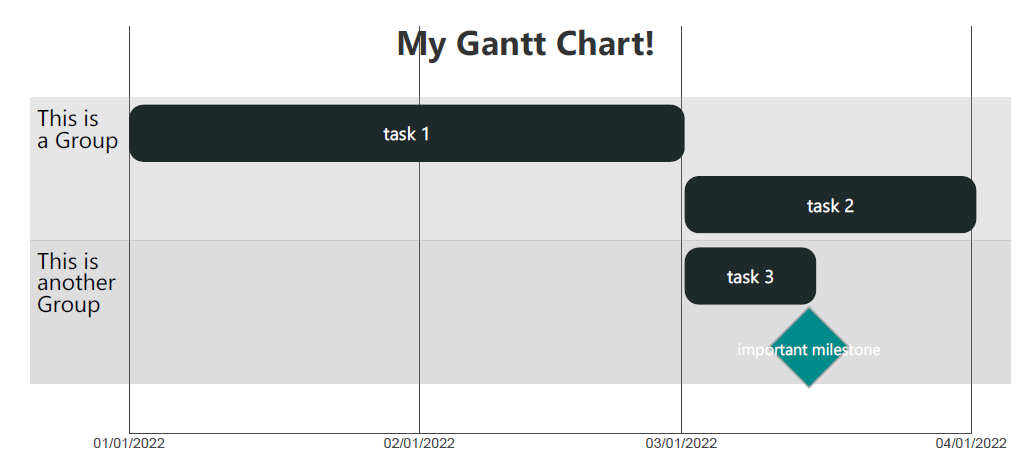 My Gantt Chart!
This is
a Group
task 1
task 2
This is
another
Group
task 3
important milestone
01/01/2022
02/01/2022
03/01/2022
04/01/2022